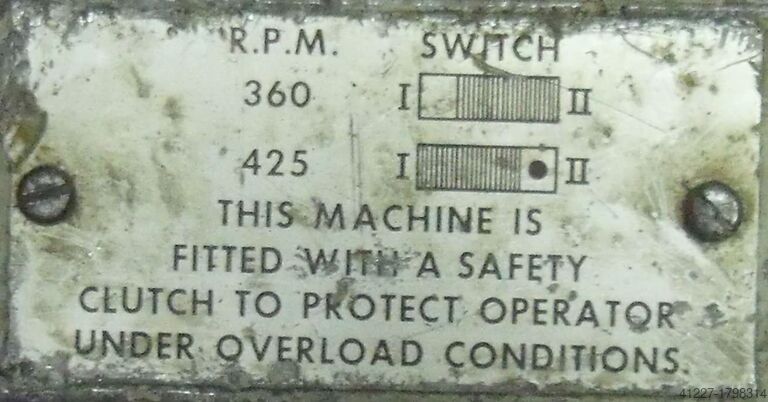 R.P.M. SWITCH
360 I II
425 I II
THIS MACHINE IS
FITTED WITH A SAFETY
CLUTCH TO PROTECT OPERATOR
UNDER OVERLOAD CONDITIONS.
41227-1798314